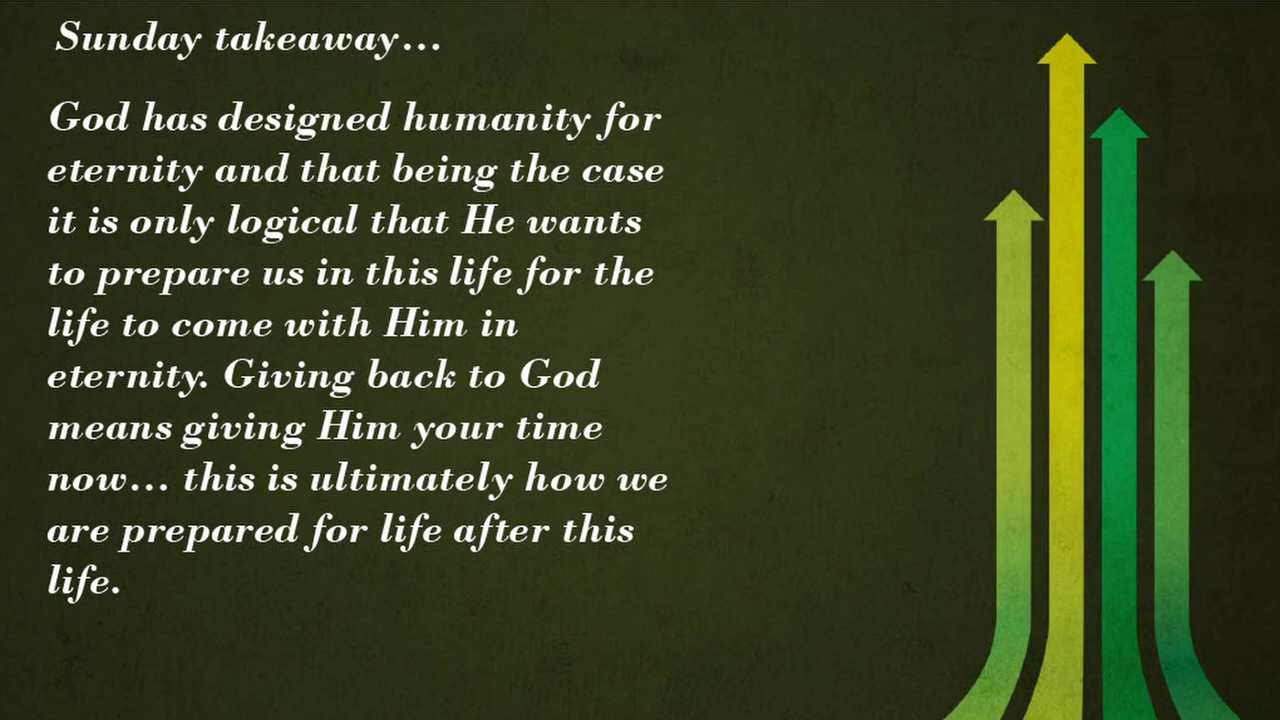 Sunday takeaway...
God has designed humanity for
eternity and that being the case
it is only logical that He wants
to prepare us in this life for the
life to come with Him in
eternity. Giving back to God
means giving Him your time
now... this is ultimately how we
are prepared for life after this
life.